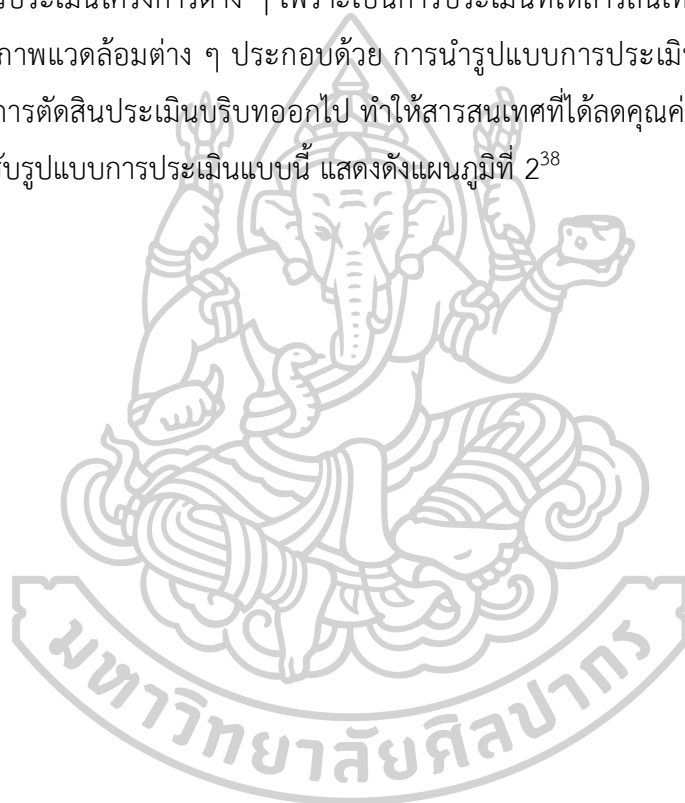 ประเมินโครงการต่าง ๆ เพราะเป็นการประเมินที่ให้สารสนเท
ภาพแวดล้อมต่าง ๆ ประกอบด้วย การนำรูปแบบการประเมิน
การตัดสินประเมินบริบทออกไป ทำให้สารสนเทศที่ได้ลดคุณค่
รูปแบบการประเมินแบบนี้ แสดงดังแผนภูมิที่ 2³⁸
มหาวิทยาลัยศิลปากร